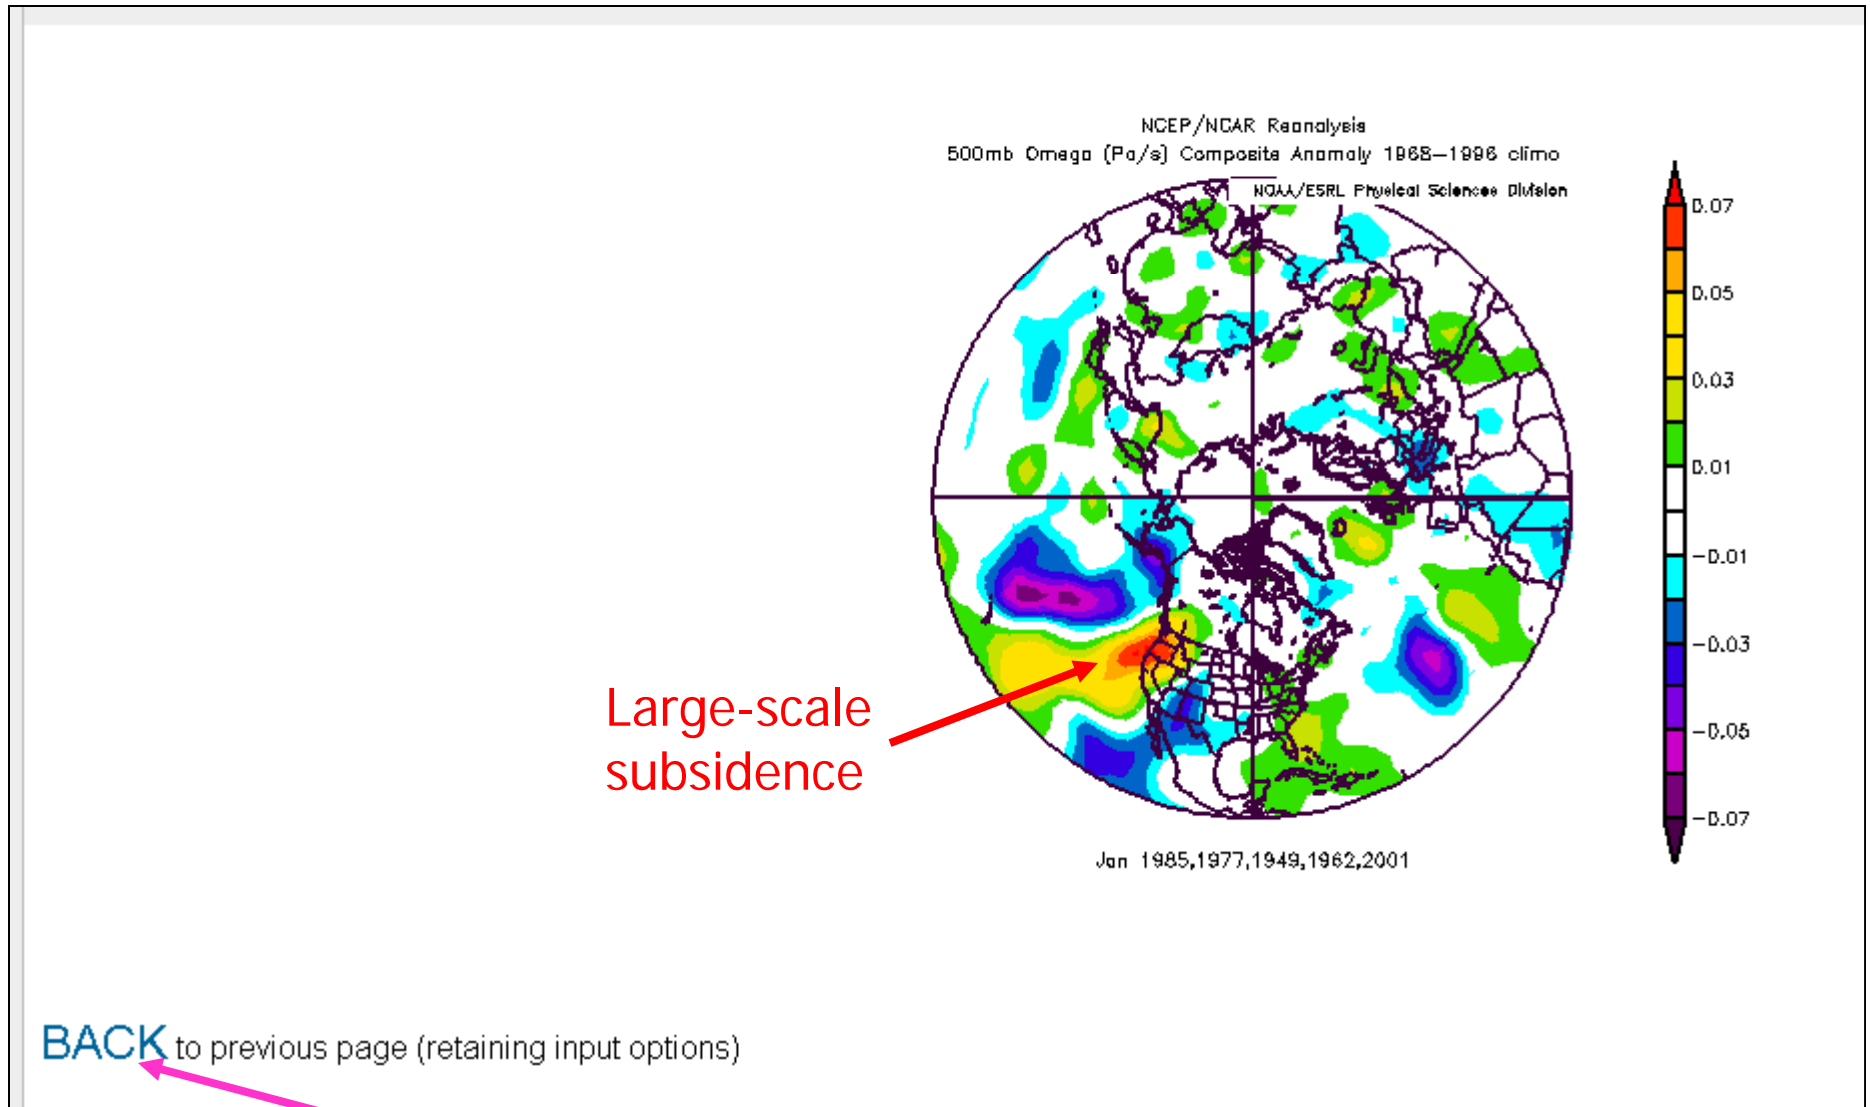 NCEP/NCAR Reanalysis
500mb Omega (Pa/s) Composite Anomaly 1968-1996 climo
NOAA/ESRL Physical Sciences Division
0.07
0.05
0.03
0.01
-0.01
-0.03
-0.05
-0.07
Large-scale
subsidence
Jan 1985,1977,1949,1962,2001
BACK to previous page (retaining input options)